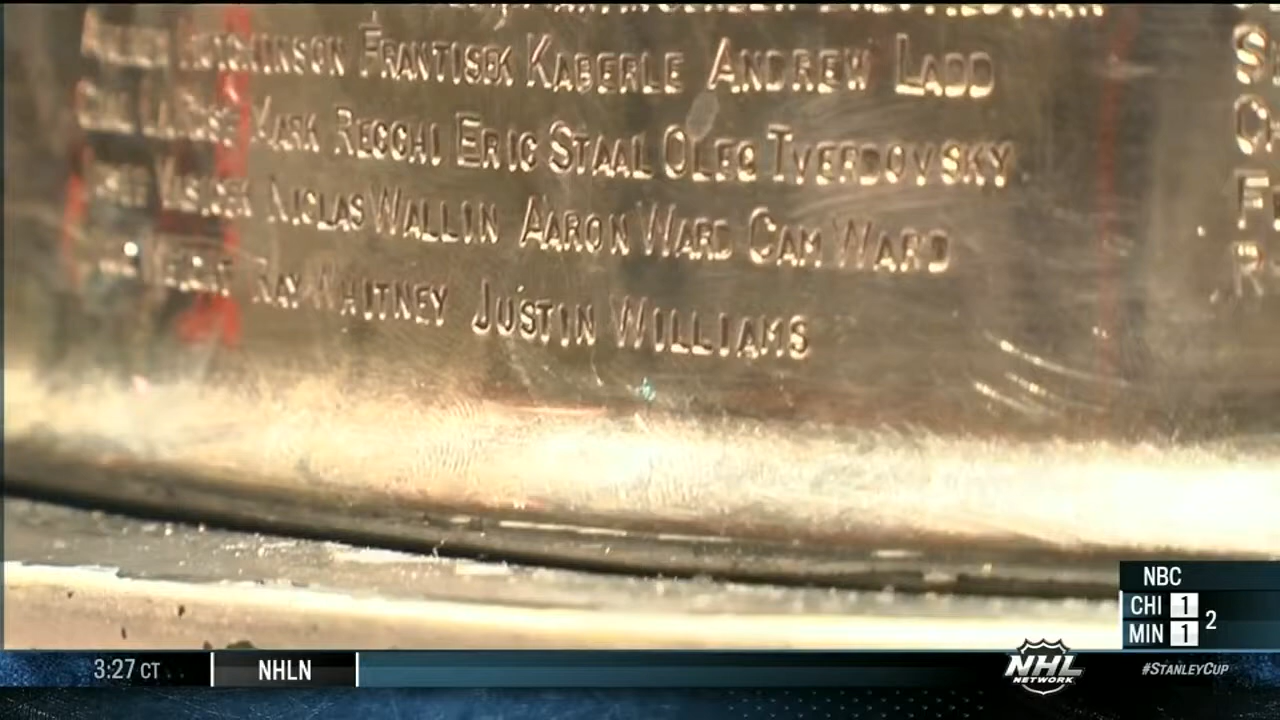 HUTCHINSON FRANTISEK KABERLE ANDREW LADD
MARK RECCHI ERIC STAAL OLEG TVERDOVSKY
NICLAS WALLIN AARON WARD CAM WARD
RAY WHITNEY JUSTIN WILLIAMS
NBC
CHI 1
MIN 1
2
3:27 CT
NHLN
NHL
NETWORK
#STANLEYCUP